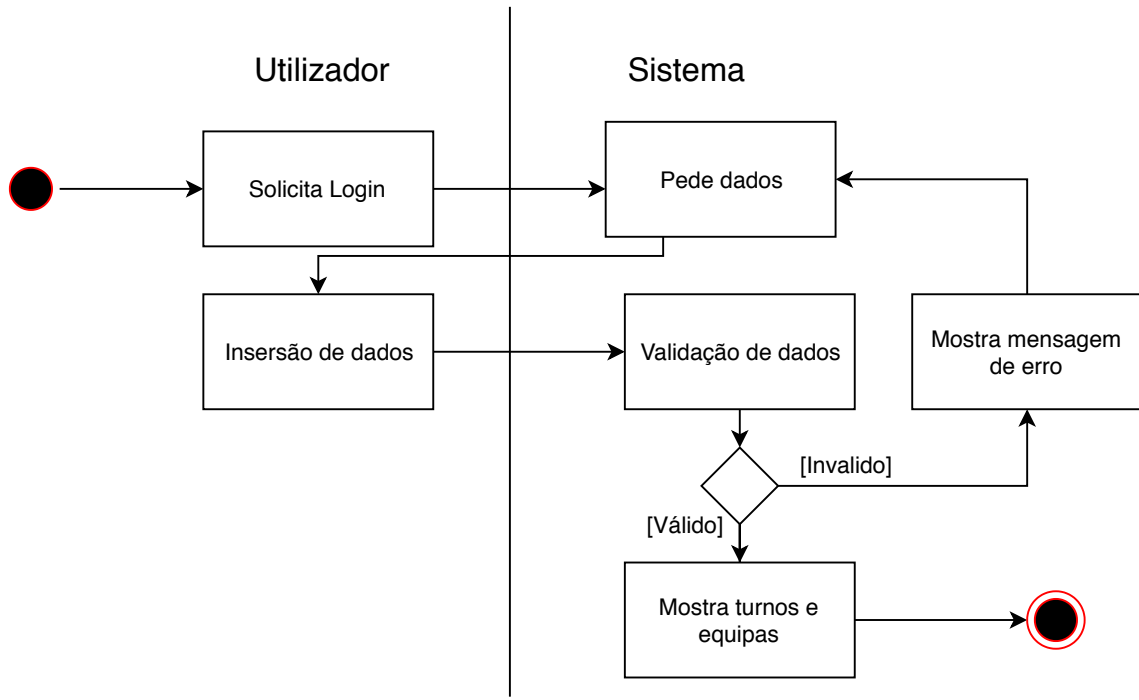 Utilizador
Sistema
Solicita Login
Pede dados
Insersão de dados
Validação de dados
Mostra mensagem
de erro
[Invalido]
[Válido]
Mostra turnos e
equipas